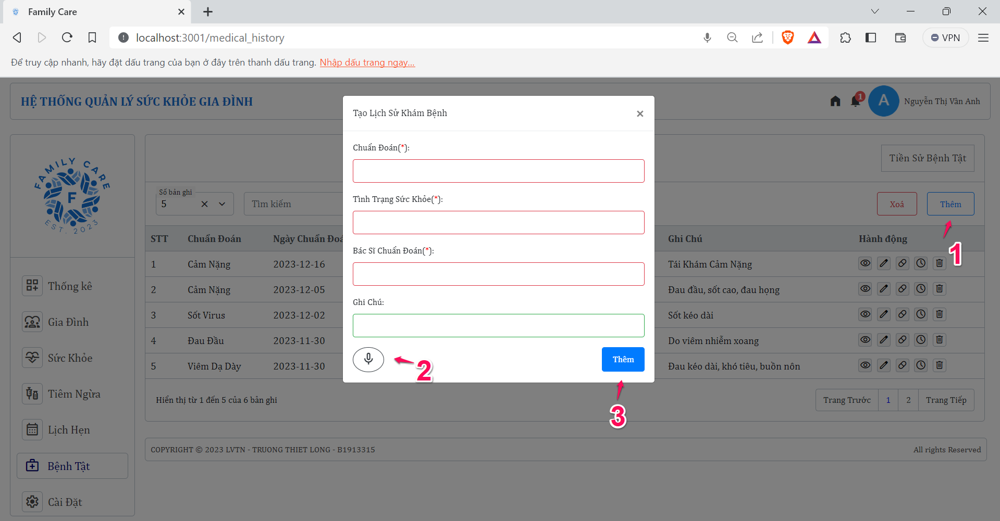 Family Care
localhost:3001/medical_history
VPN
Để truy cập nhanh, hãy đặt dấu trang của bạn ở đây trên thanh dấu trang. Nhập dấu trang ngay...
HỆ THỐNG QUẢN LÝ SỨC KHỎE GIA ĐÌNH
1
A
Nguyễn Thị Vân Anh
FAMILY CARE
F
EST. 2023
Thống kê
Gia Đình
Sức Khỏe
Tiêm Ngừa
Lịch Hẹn
Bệnh Tật
Cài Đặt
Tiền Sử Bệnh Tật
Số bản ghi
5
Tìm kiếm
Xoá
Thêm
1
STT Chuẩn Đoán Ngày Chuẩn Đoá Ghi Chú Hành động
1 Cảm Nặng 2023-12-16 Tái Khám Cảm Nặng
2 Cảm Nặng 2023-12-05 Đau đầu, sốt cao, đau họng
3 Sốt Virus 2023-12-02 Sốt kéo dài
4 Đau Đầu 2023-11-30 Do viêm nhiễm xoang
5 Viêm Dạ Dày 2023-11-30 Đau kéo dài, khó tiêu, buồn nôn
Hiển thị từ 1 đến 5 của 6 bản ghi
Trang Trước 1 2 Trang Tiếp
Tạo Lịch Sử Khám Bệnh
×
Chuẩn Đoán(*):
Tình Trạng Sức Khỏe(*):
Bác Sĩ Chuẩn Đoán(*):
Ghi Chú:
2
Thêm
3
COPYRIGHT © 2023 LVTN - TRUONG THIET LONG - B1913315
All rights Reserved